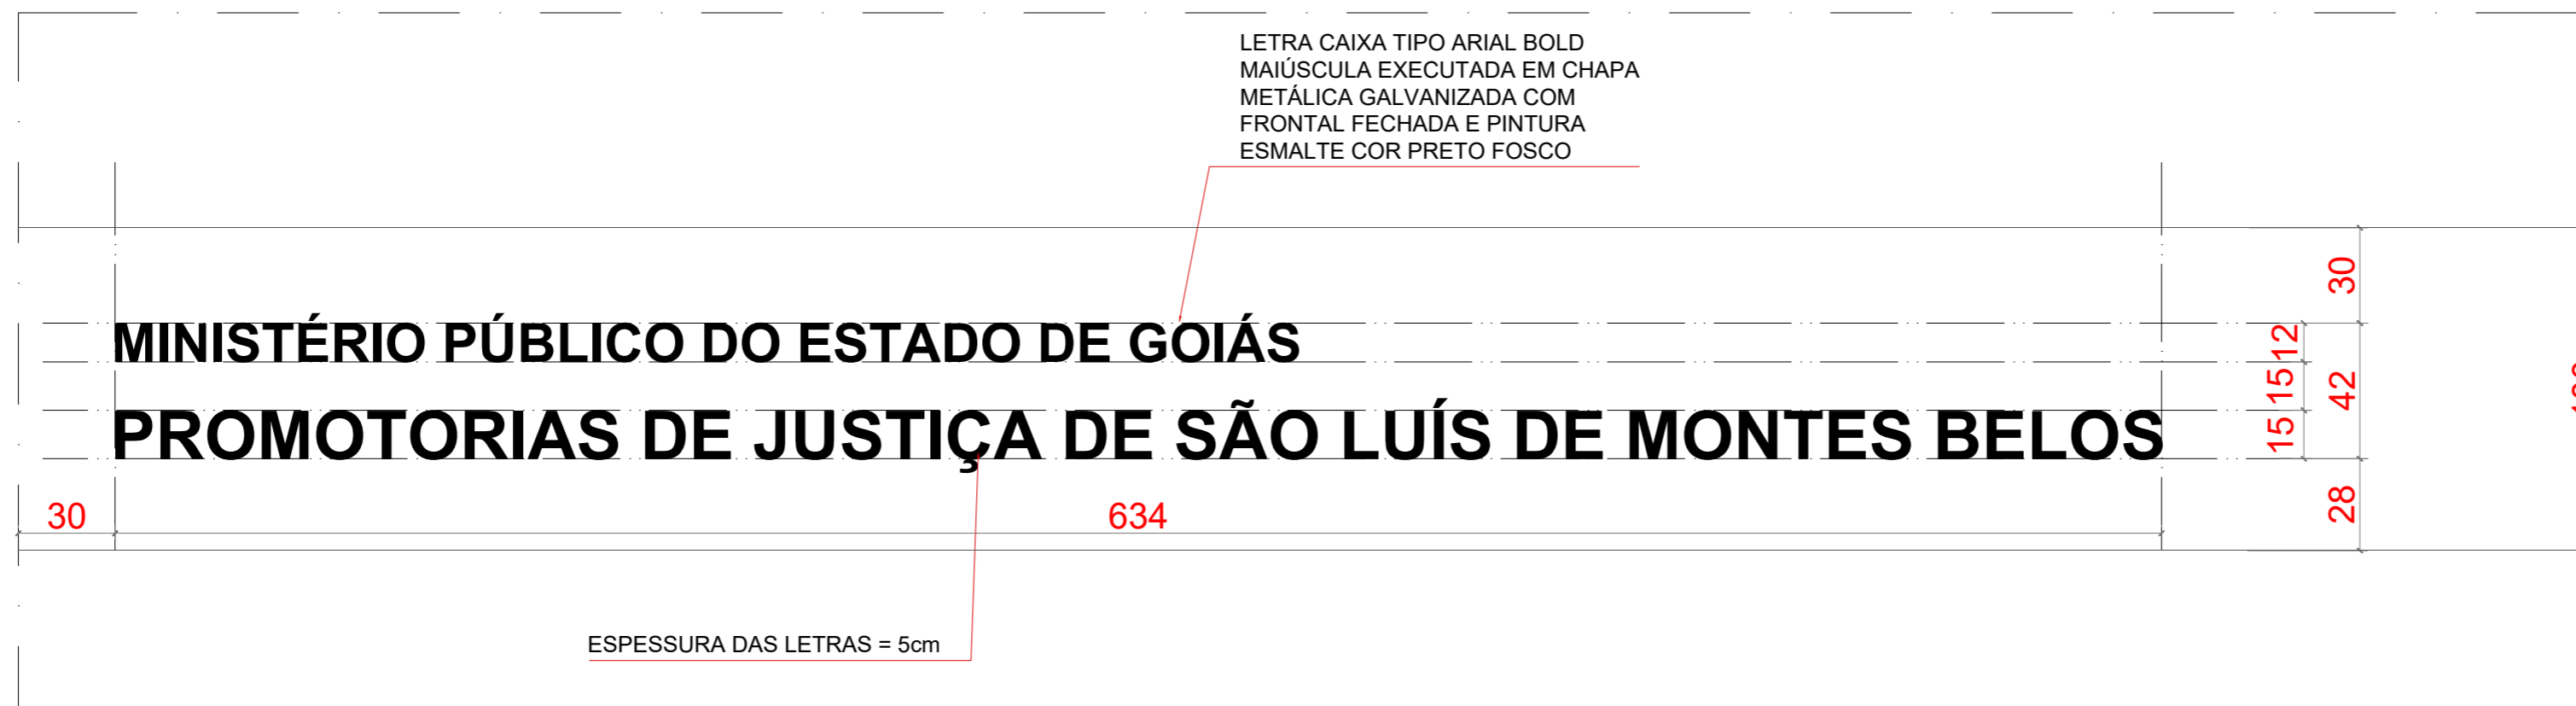 LETRA CAIXA TIPO ARIAL BOLD
MAIÚSCULA EXECUTADA EM CHAPA
METÁLICA GALVANIZADA COM
FRONTAL FECHADA E PINTURA
ESMALTE COR PRETO FOSCO
30
MINISTÉRIO PÚBLICO DO ESTADO DE GOIÁS
12
15
42
PROMOTORIAS DE JUSTIÇA DE SÃO LUÍS DE MONTES BELOS
15
28
30
634
ESPESSURA DAS LETRAS = 5cm